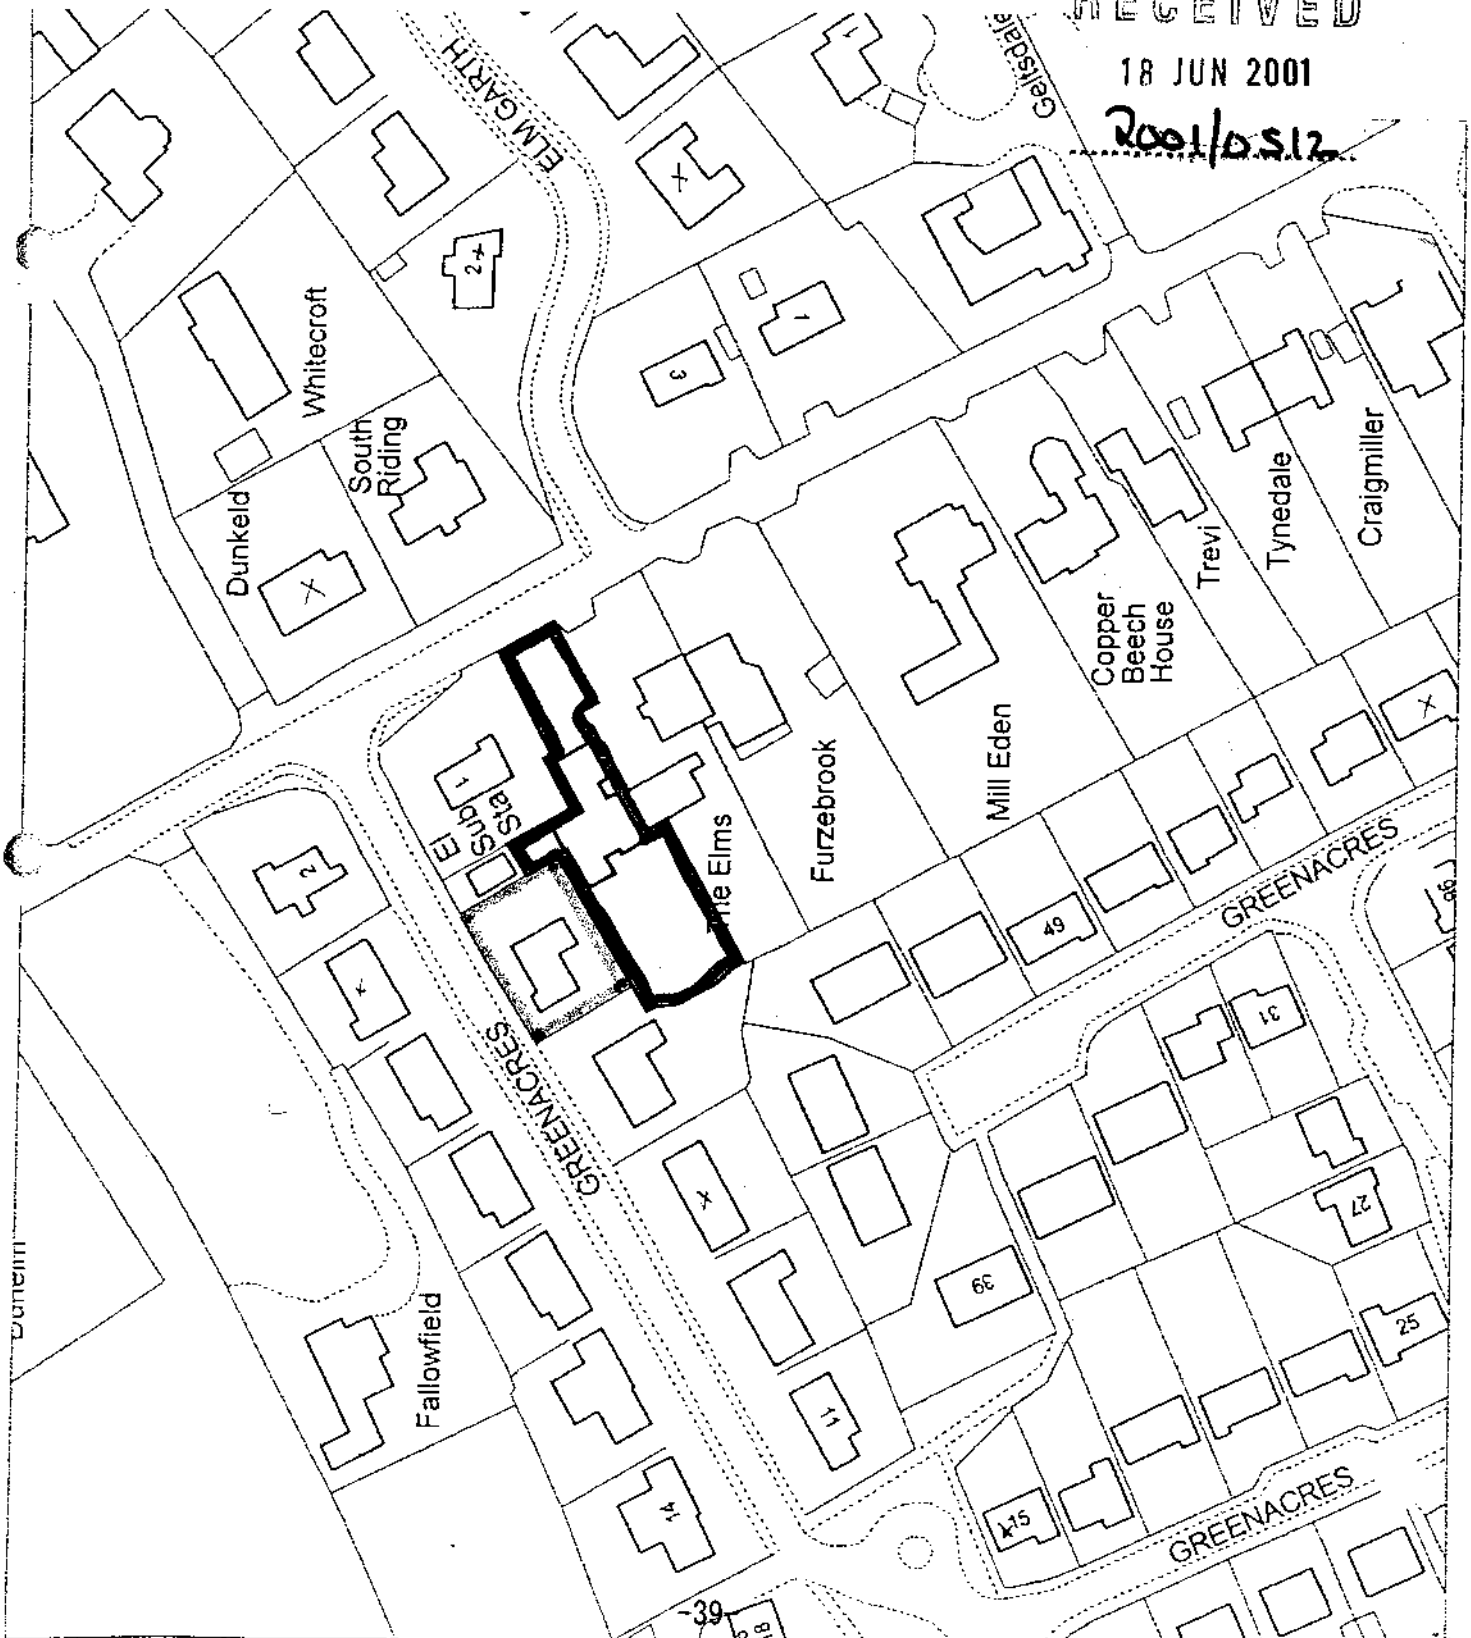 RECEIVED
18 JUN 2001
2001/0512
ELM GARTH
Geltsdale
1
2
Whitecroft
South
Riding
Dunkeld
3
1
Trevi
Tynedale
Craigmiller
Copper
Beech
House
Mill Eden
Furzebrook
The Elms
El
Sub
Sta
1
2
GREENACRES
GREENACRES
49
31
27
39
25
11
14
15
Fallowfield
GREENACRES
-39-